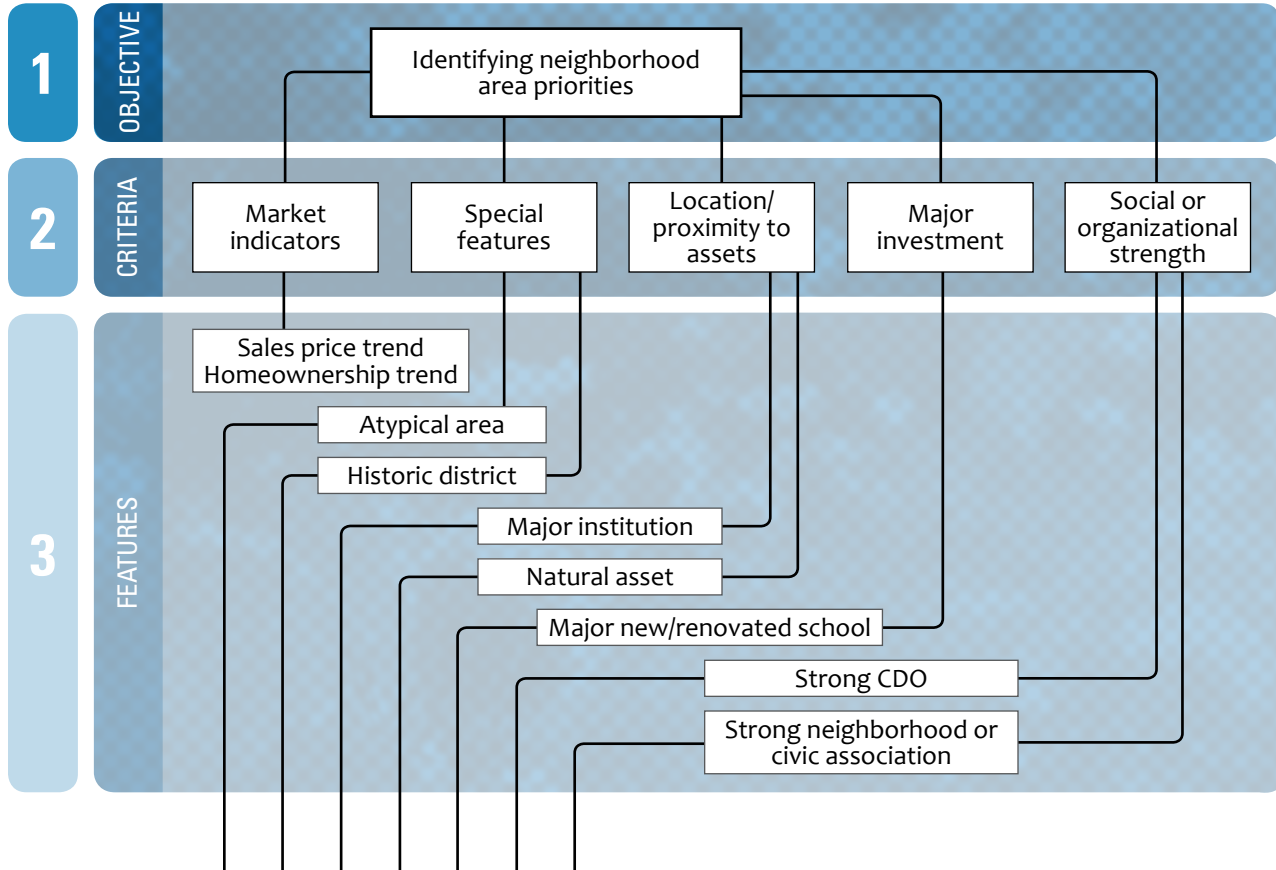 1
OBJECTIVE
Identifying neighborhood
area priorities
2
CRITERIA
Market
indicators
Special
features
Location/
proximity to
assets
Major
investment
Social or
organizational
strength
3
FEATURES
Sales price trend
Homeownership trend
Atypical area
Historic district
Major institution
Natural asset
Major new/renovated school
Strong CDO
Strong neighborhood or
civic association